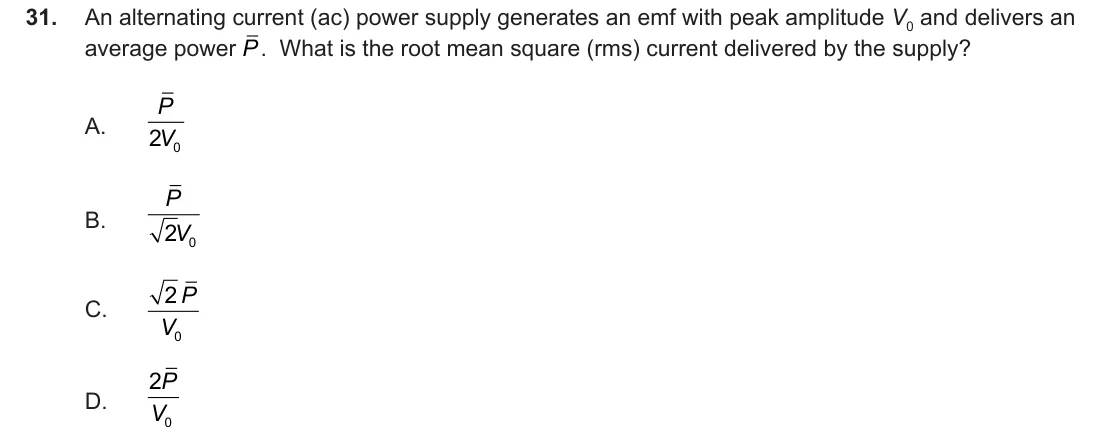 31. An alternating current (ac) power supply generates an emf with peak amplitude V₀ and delivers an
average power P̅. What is the root mean square (rms) current delivered by the supply?
A. P̅
2V₀
B. P̅
√2V₀
C. √2 P̅
V₀
D. 2P̅
V₀